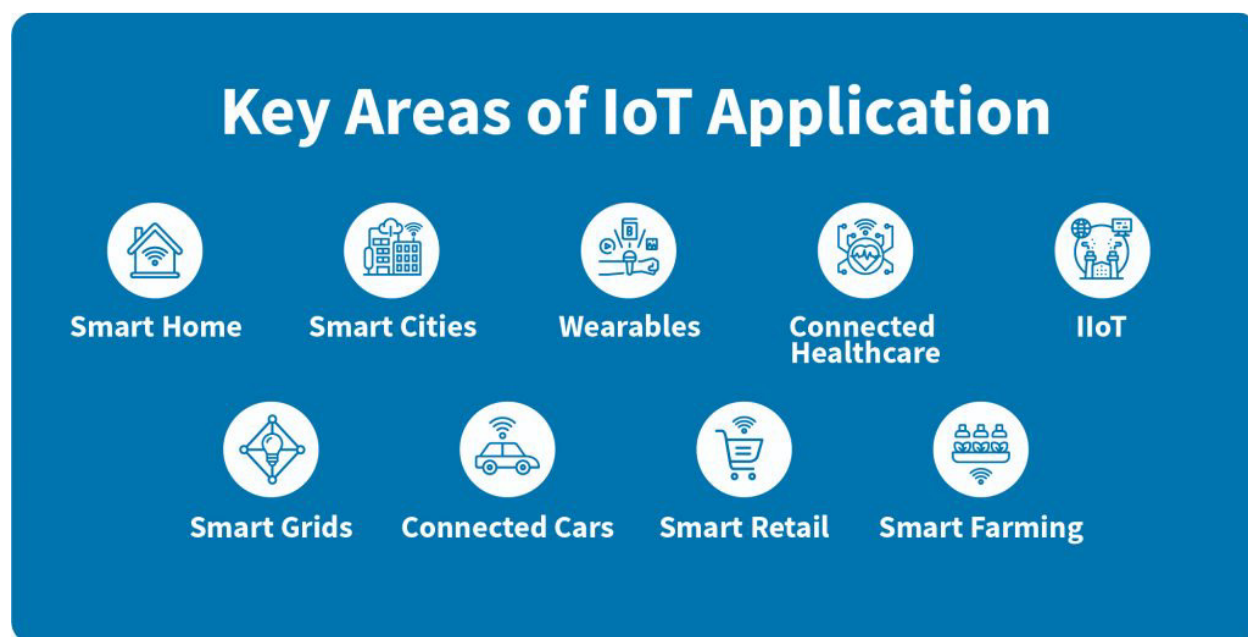 Key Areas of IoT Application
Smart Home
Smart Cities
Wearables
Connected
Healthcare
IIoT
Smart Grids
Connected Cars
Smart Retail
Smart Farming